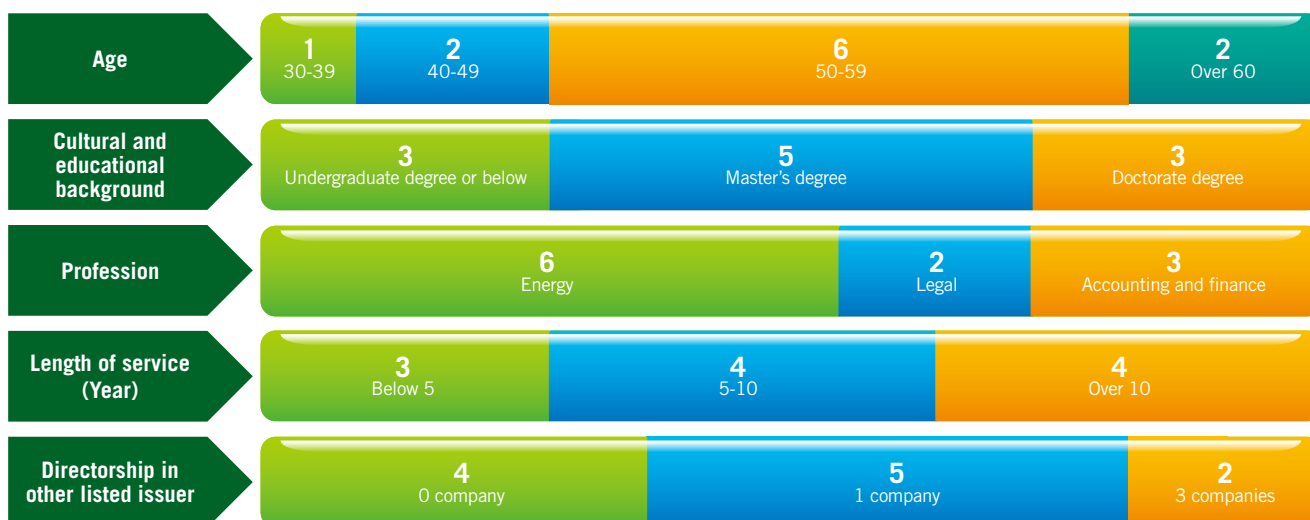 Age
1
30-39
2
40-49
6
50-59
2
Over 60
Cultural and
educational
background
3
Undergraduate degree or below
5
Master's degree
3
Doctorate degree
Profession
6
Energy
2
Legal
3
Accounting and finance
Length of service
(Year)
3
Below 5
4
5-10
4
Over 10
Directorship in
other listed issuer
4
0 company
5
1 company
2
3 companies